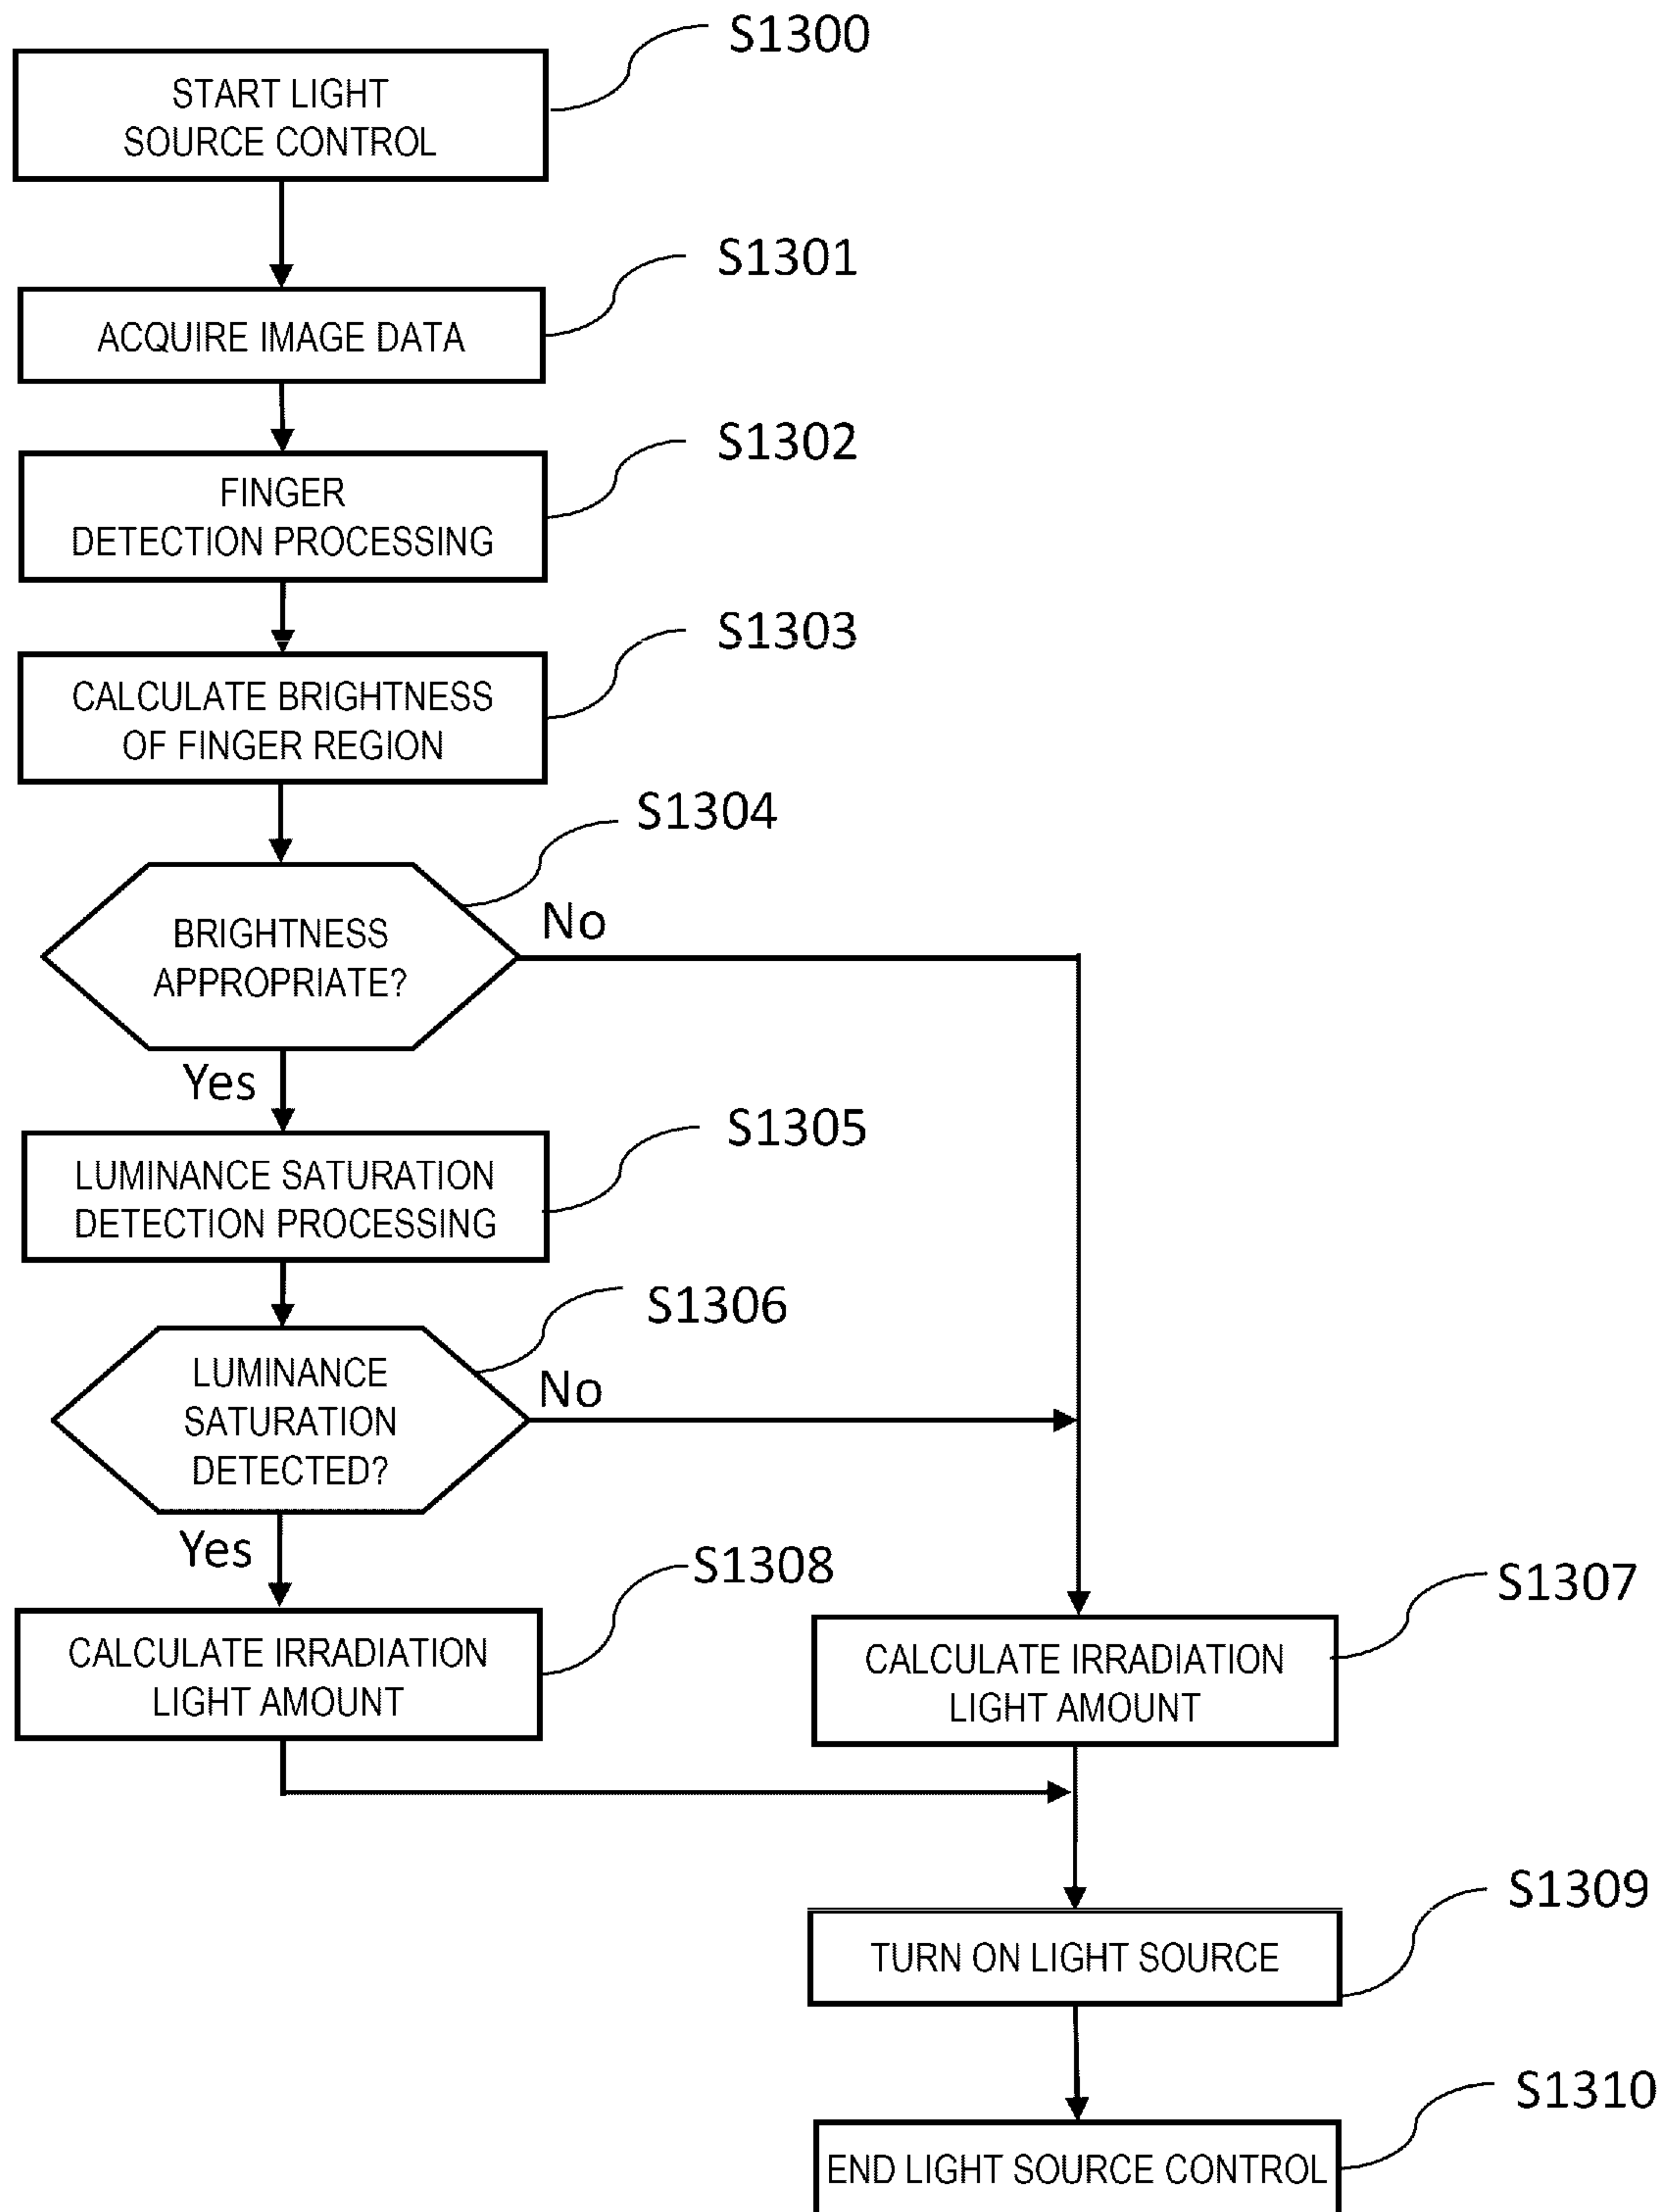 S1300
START LIGHT
SOURCE CONTROL
S1301
ACQUIRE IMAGE DATA
S1302
FINGER
DETECTION PROCESSING
S1303
CALCULATE BRIGHTNESS
OF FINGER REGION
S1304
BRIGHTNESS
APPROPRIATE?
No
Yes
S1305
LUMINANCE SATURATION
DETECTION PROCESSING
S1306
LUMINANCE
SATURATION
DETECTED?
No
Yes
S1308
CALCULATE IRRADIATION
LIGHT AMOUNT
S1307
CALCULATE IRRADIATION
LIGHT AMOUNT
S1309
TURN ON LIGHT SOURCE
S1310
END LIGHT SOURCE CONTROL